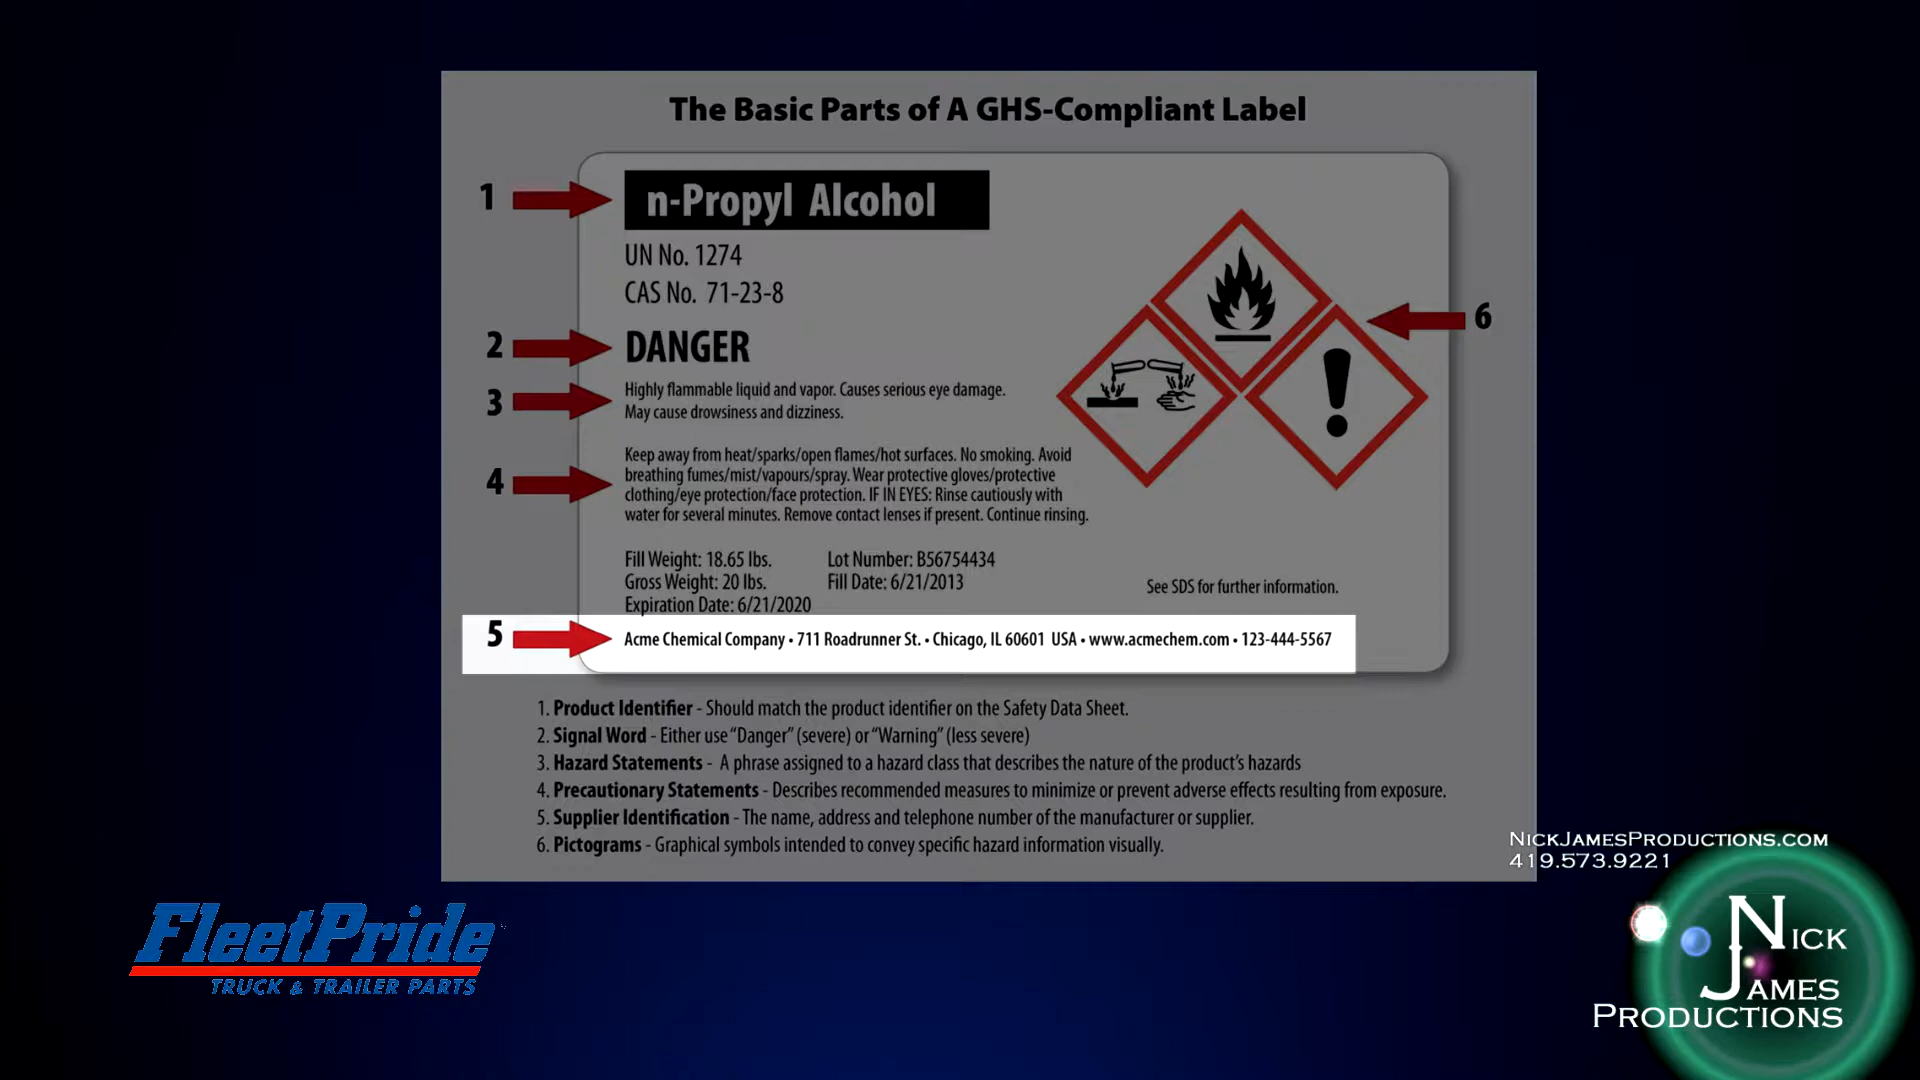 The Basic Parts of A GHS-Compliant Label
1
n-Propyl Alcohol
UN No. 1274
CAS No. 71-23-8
6
2
DANGER
3
Highly flammable liquid and vapor. Causes serious eye damage.
May cause drowsiness and dizziness.
4
Keep away from heat/sparks/open flames/hot surfaces. No smoking. Avoid
breathing fumes/mist/vapours/spray. Wear protective gloves/protective
clothing/eye protection/face protection. IF IN EYES: Rinse cautiously with
water for several minutes. Remove contact lenses if present. Continue rinsing.
Fill Weight: 18.65 lbs. Lot Number: B56754434
Gross Weight: 20 lbs. Fill Date: 6/21/2013
See SDS for further information.
Expiration Date: 6/21/2020
5
Acme Chemical Company • 711 Roadrunner St. • Chicago, IL 60601 USA • www.acmechem.com • 123-444-5567
1. Product Identifier - Should match the product identifier on the Safety Data Sheet.
2. Signal Word - Either use “Danger” (severe) or “Warning” (less severe)
3. Hazard Statements - A phrase assigned to a hazard class that describes the nature of the product's hazards
4. Precautionary Statements - Describes recommended measures to minimize or prevent adverse effects resulting from exposure.
5. Supplier Identification - The name, address and telephone number of the manufacturer or supplier.
6. Pictograms - Graphical symbols intended to convey specific hazard information visually.
NickJamesProductions.com
419.573.9221
FleetPride
TRUCK & TRAILER PARTS
Nick
James
Productions